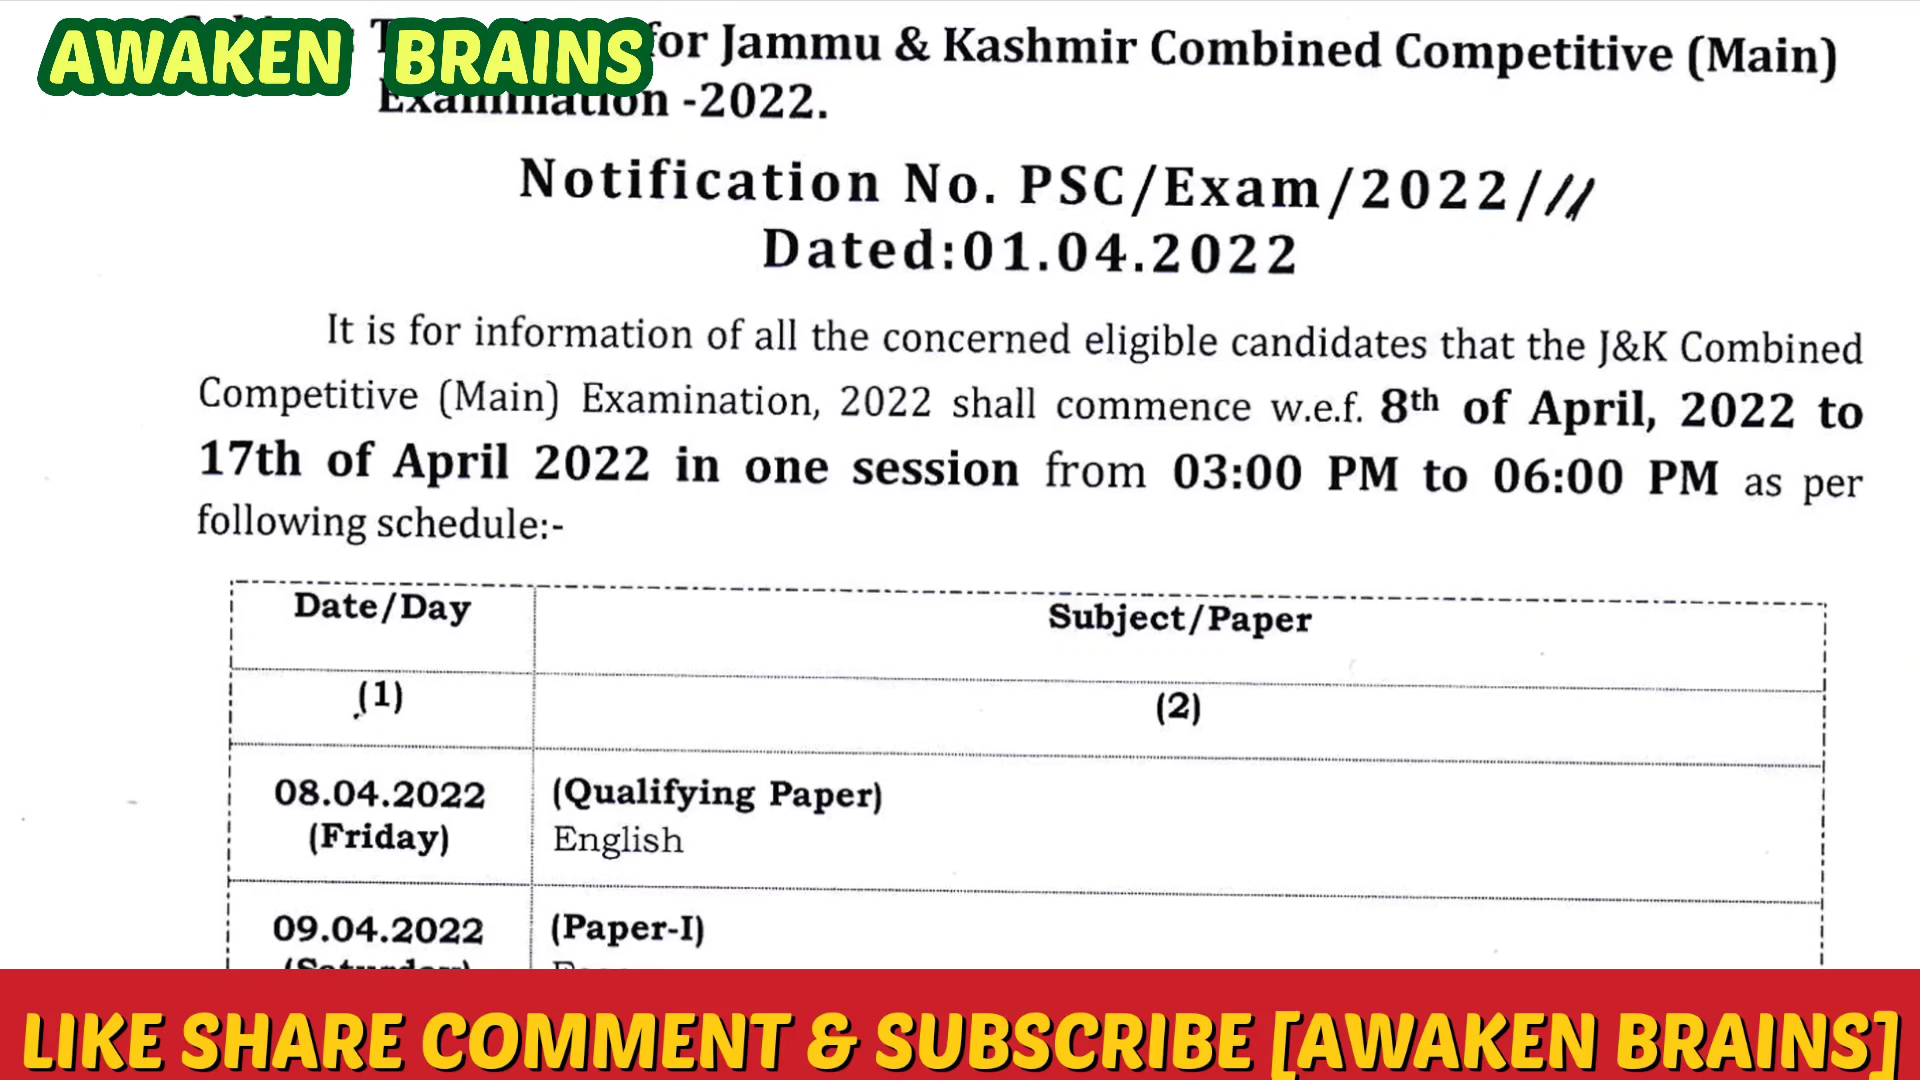 AWAKEN BRAINS
for Jammu & Kashmir Combined Competitive (Main)
Examination -2022.
Notification No. PSC/Exam/2022/11
Dated:01.04.2022
It is for information of all the concerned eligible candidates that the J&K Combined
Competitive (Main) Examination, 2022 shall commence w.e.f. 8th of April, 2022 to
17th of April 2022 in one session from 03:00 PM to 06:00 PM as per
following schedule:-
Date/Day Subject/Paper
(1) (2)
08.04.2022 (Qualifying Paper)
(Friday) English
09.04.2022 (Paper-I)
(Saturday)
LIKE SHARE COMMENT & SUBSCRIBE [AWAKEN BRAINS]